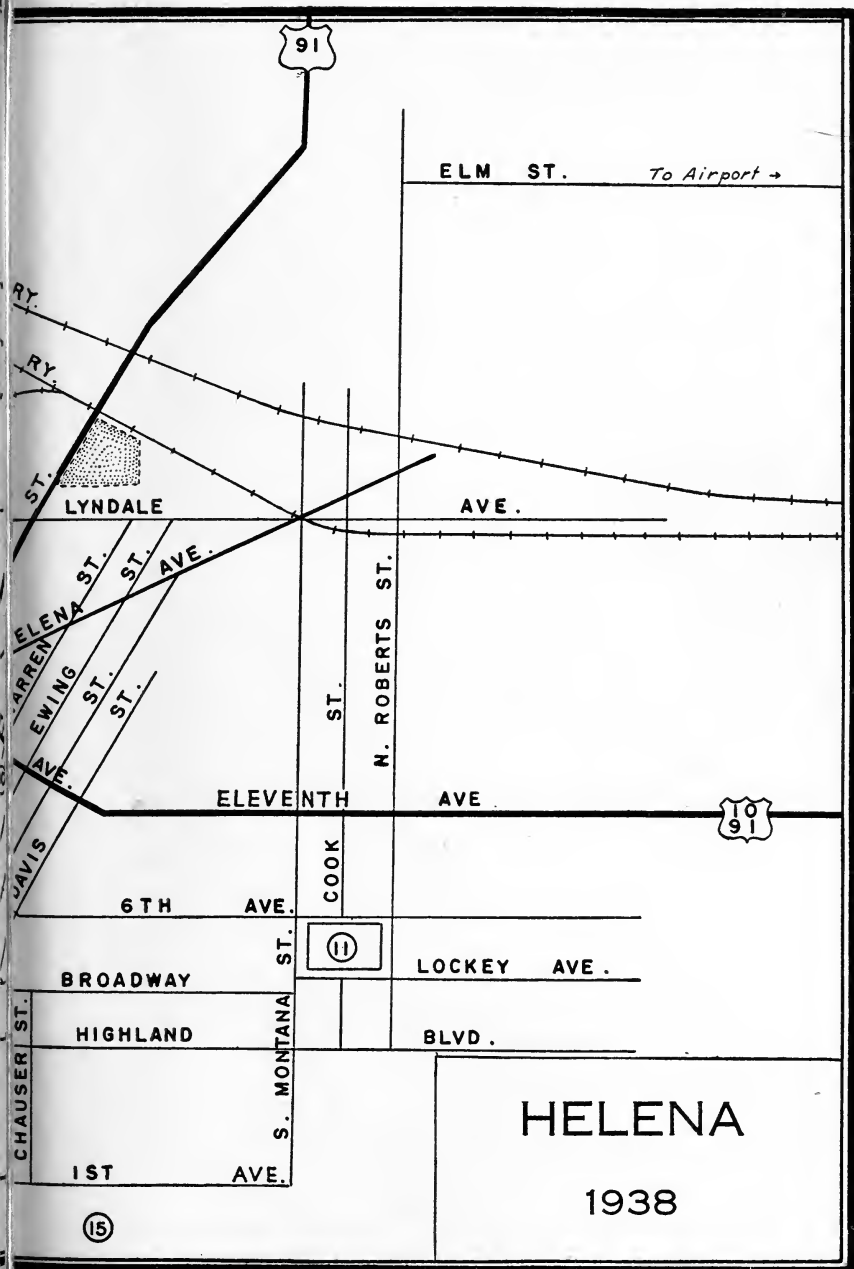 91
ELM ST. To Airport →
RY.
RY.
ST.
LYNDALE AVE.
ST.
ST.
AVE.
ELENA
ARREN
EWING
ST.
ST.
ST.
N. ROBERTS ST.
AVE.
ELEVENTH AVE
10
91
DAVIS
COOK
6TH AVE.
11
ST.
LOCKEY AVE.
BROADWAY
CHAUSER ST.
HIGHLAND BLVD.
S. MONTANA
1ST AVE.
15
HELENA
1938